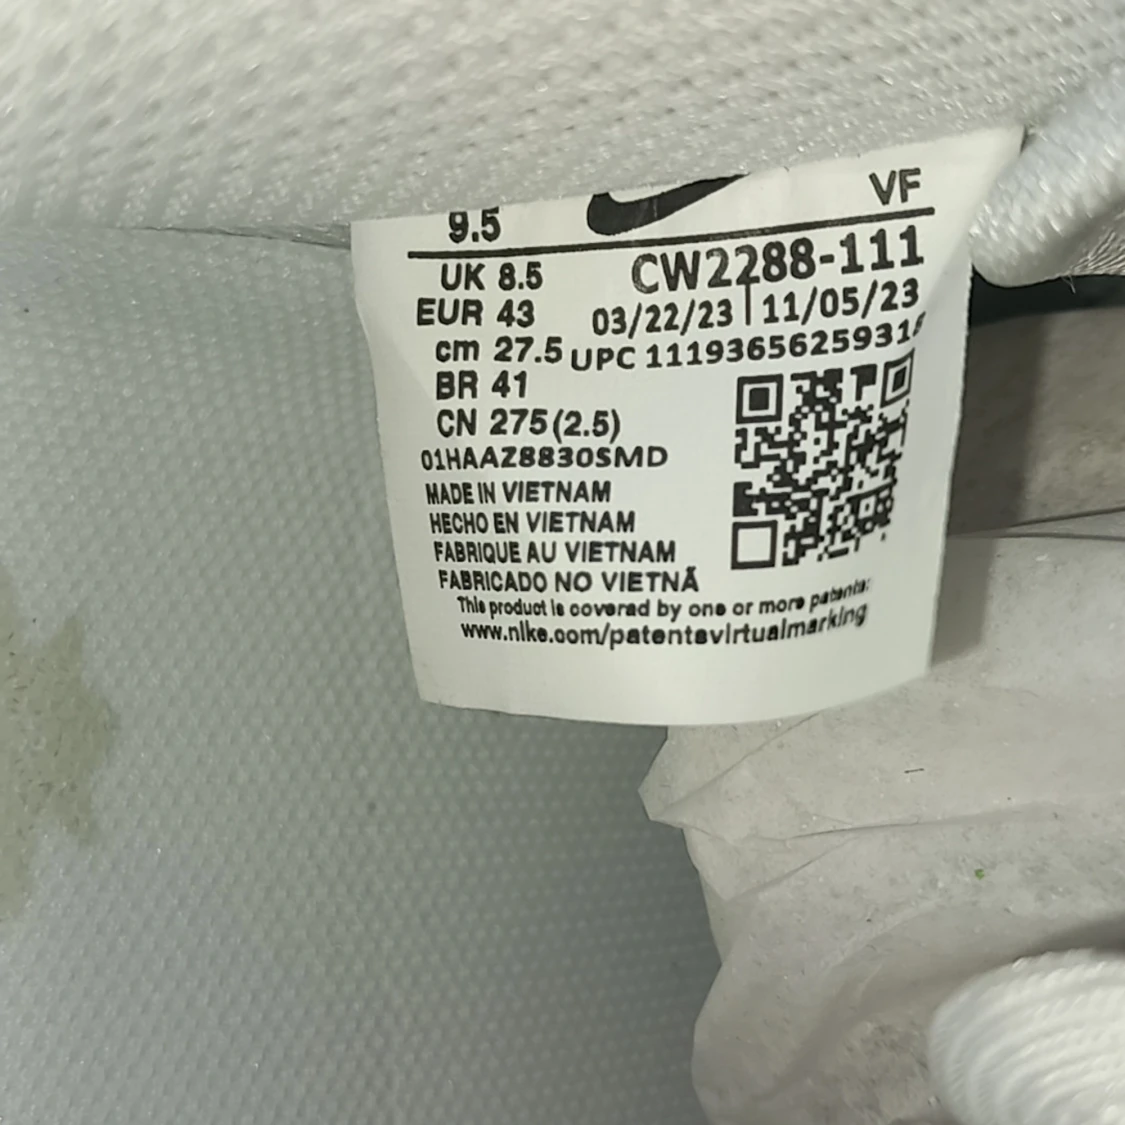 9.5 VF
UK 8.5 CW2288-111
EUR 43 03/22/23 | 11/05/23
cm 27.5 UPC
BR 41
CN 275(2.5)
01HAAZ8830SMD
MADE IN VIETNAM
HECHO EN VIETNAM
FABRIQUE AU VIETNAM
FABRICADO NO VIETNÃ
This product is covered by one or more patents:
www.nike.com/patentsvirtualmarking